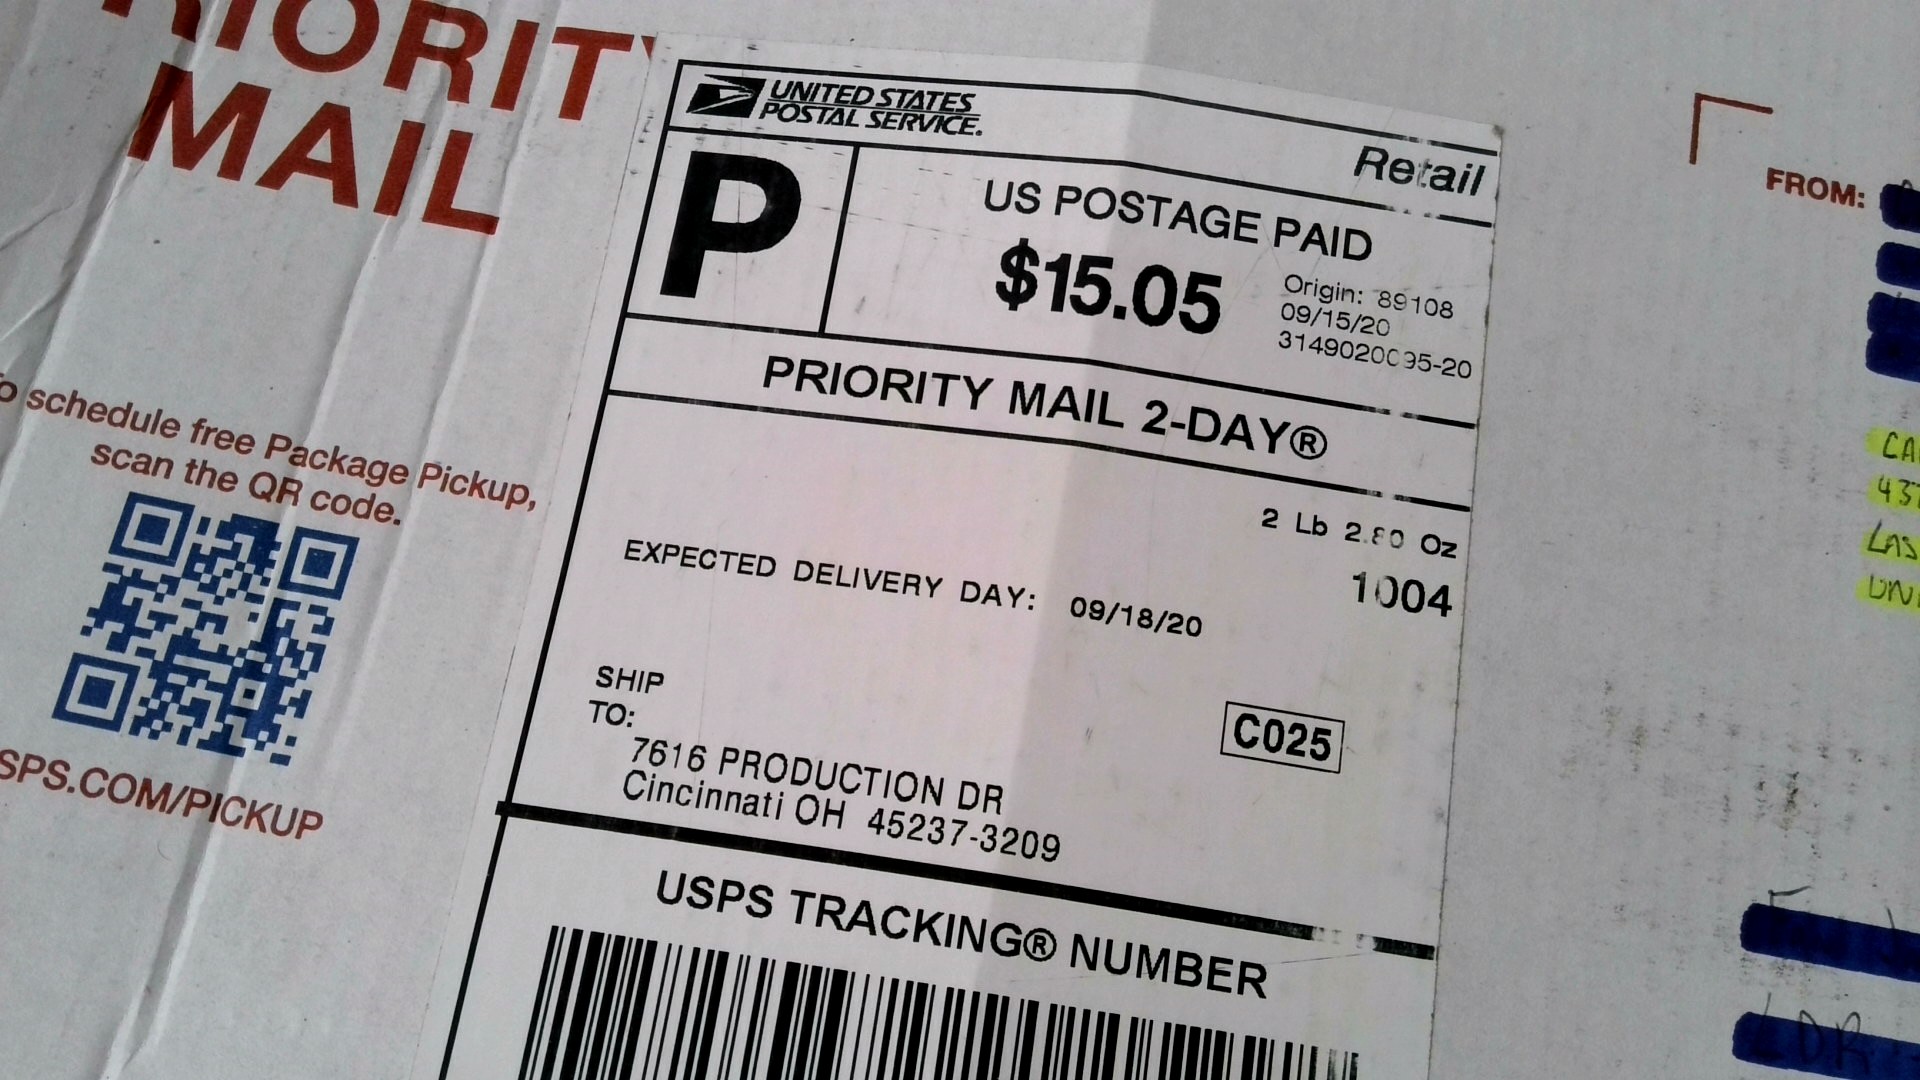 RIORITY
MAIL
To schedule free Package Pickup,
scan the QR code.
SPS.COM/PICKUP
UNITED STATES
POSTAL SERVICE.
Retail
P
US POSTAGE PAID
$15.05
Origin: 89108
09/15/20
3149020095-20
PRIORITY MAIL 2-DAY®
2 Lb 2.80 Oz
1004
EXPECTED DELIVERY DAY: 09/18/20
C025
SHIP
TO:
7616 PRODUCTION DR
Cincinnati OH 45237-3209
USPS TRACKING® NUMBER
FROM:
LAS